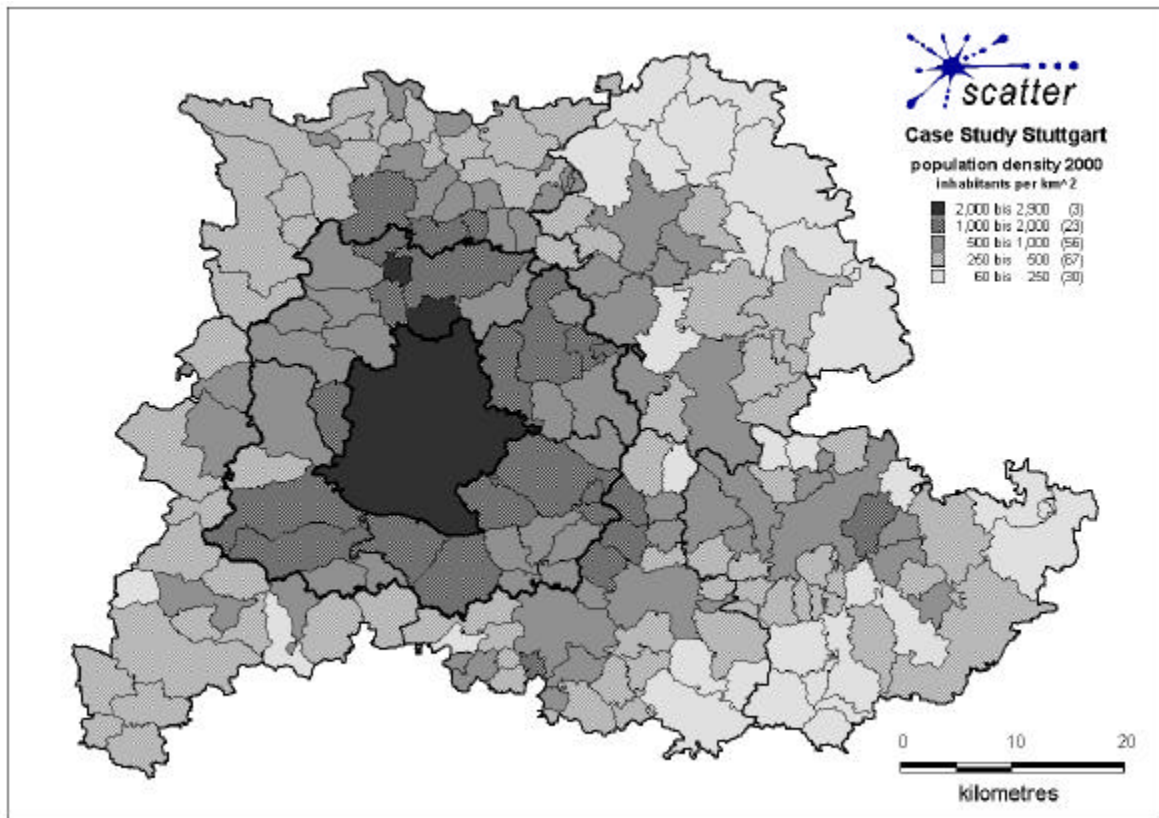 scatter
Case Study Stuttgart
population density 2000
inhabitants per km^2
2,000 bis 2,900 (3)
1,000 bis 2,000 (23)
500 bis 1,000 (56)
250 bis 500 (67)
60 bis 250 (30)
0 10 20
kilometres